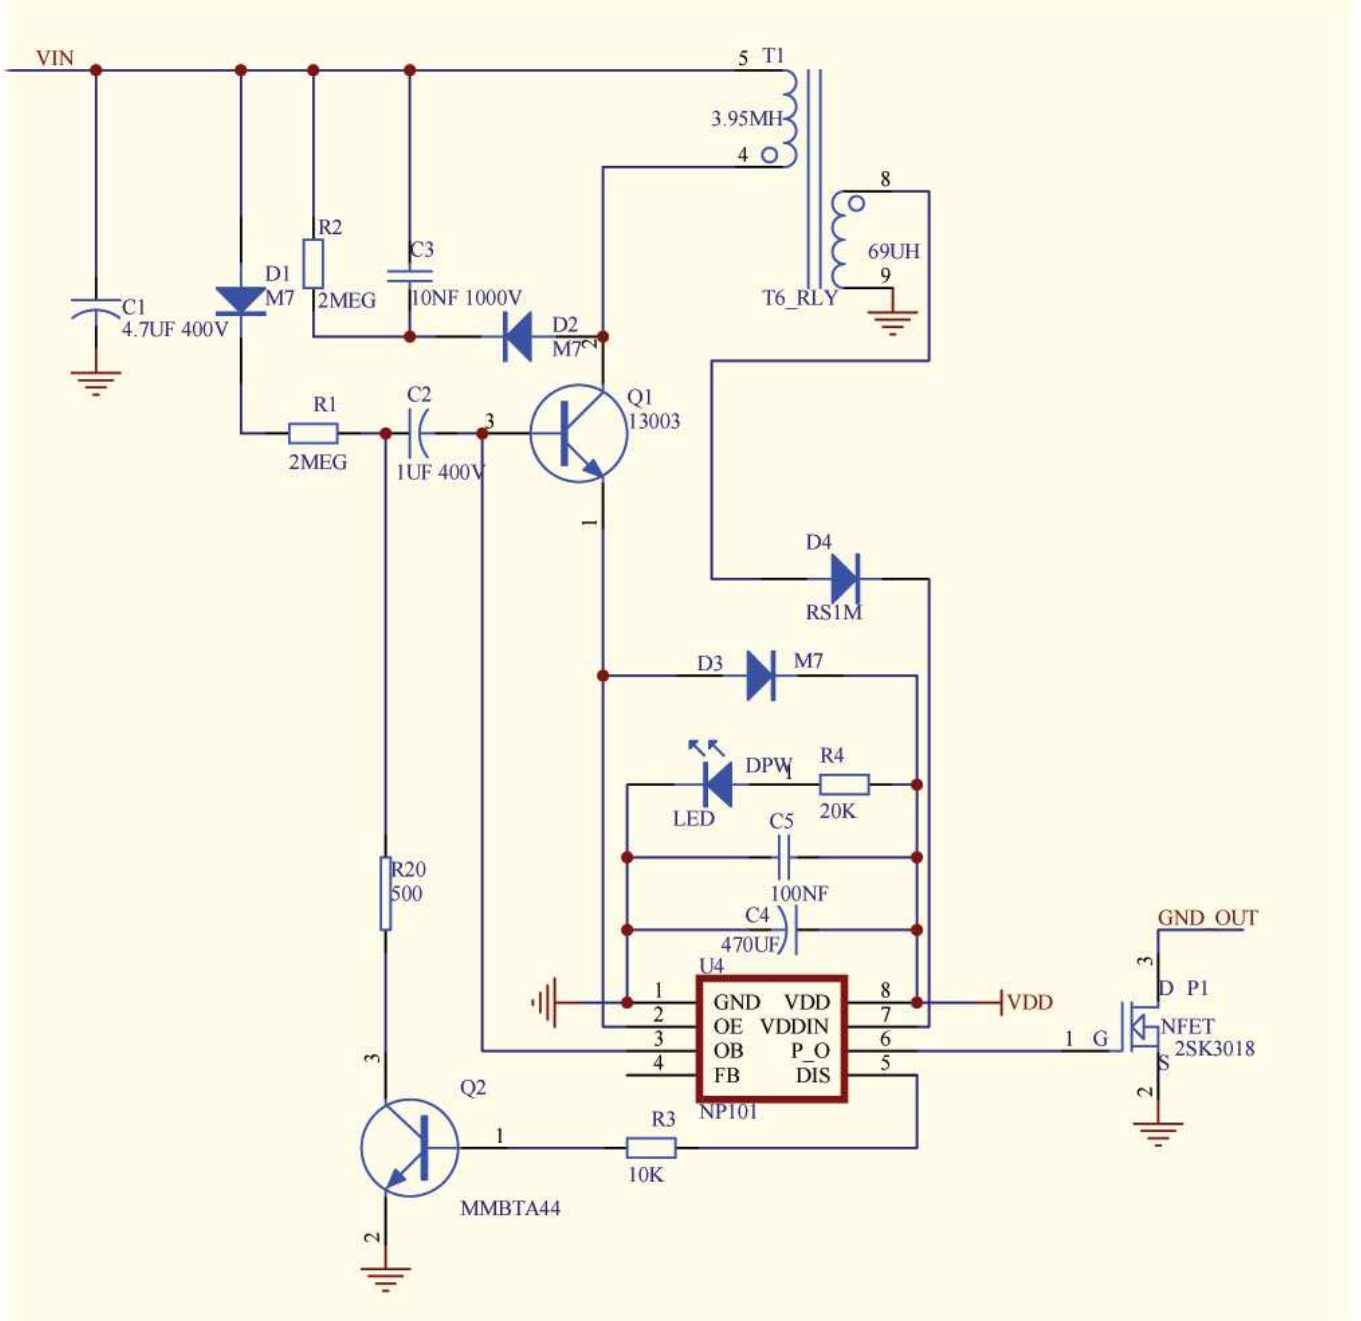 VIN
5 T1
3.95MH
4
8
R2
C3
69UH
D1
M7
2MEG
10NF 1000V
9
T6_RLY
C1
4.7UF 400V
D2
M7
2
R1
C2
3
Q1
13003
2MEG
1UF 400V
1
D4
RS1M
D3
M7
DPW
1
R4
LED
20K
C5
R20
500
100NF
C4
470UF
GND OUT
U4
3
1 GND VDD 8
VDD
D P1
2 OE VDDIN 7
NFET
3 OB P_O 6
1 G
2SK3018
4 FB DIS 5
S
3
Q2
NP101
2
R3
1
10K
MMBTA44
2